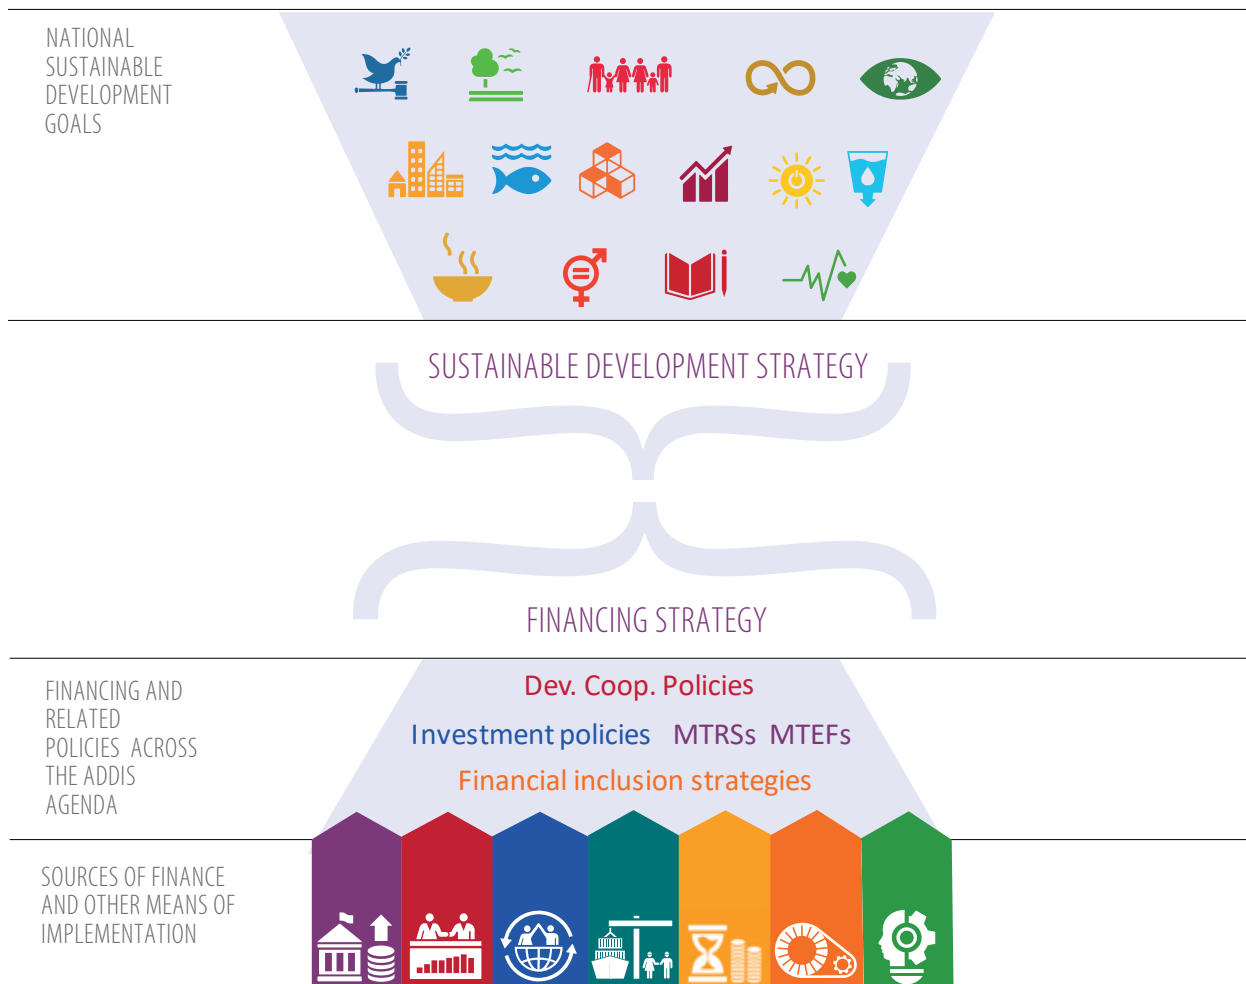 NATIONAL
SUSTAINABLE
DEVELOPMENT
GOALS
SUSTAINABLE DEVELOPMENT STRATEGY
FINANCING STRATEGY
FINANCING AND
RELATED
POLICIES ACROSS
THE ADDIS
AGENDA
Dev. Coop. Policies
Investment policies MTRSs MTEFs
Financial inclusion strategies
SOURCES OF FINANCE
AND OTHER MEANS OF
IMPLEMENTATION